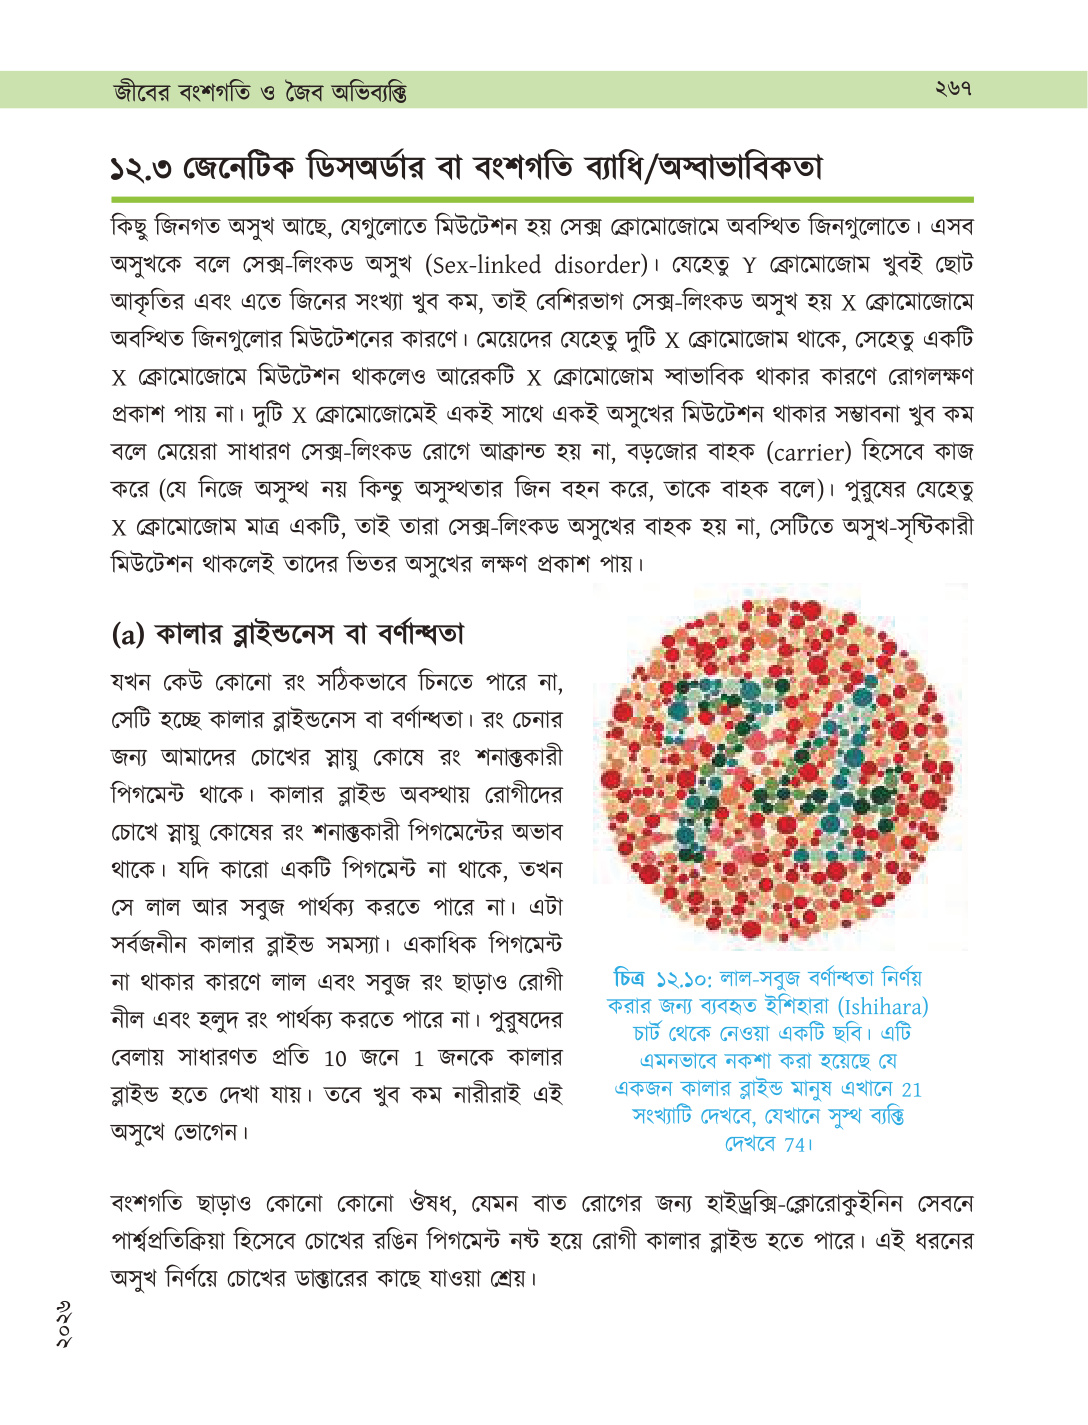 জীবের বংশগতি ও জৈব অভিব্যক্তি
২৬৭
১২.৩ জেনেটিক ডিসঅর্ডার বা বংশগতি ব্যাধি/অস্বাভাবিকতা
কিছু জিনগত অসুখ আছে, যেগুলোতে মিউটেশন হয় সেক্স ক্রোমোজোমে অবস্থিত জিনগুলোতে। এসব
অসুখকে বলে সেক্স-লিংকড অসুখ (Sex-linked disorder)। যেহেতু Y ক্রোমোজোম খুবই ছোট
আকৃতির এবং এতে জিনের সংখ্যা খুব কম, তাই বেশিরভাগ সেক্স-লিংকড অসুখ হয় X ক্রোমোজোমে
অবস্থিত জিনগুলোর মিউটেশনের কারণে। মেয়েদের যেহেতু দুটি X ক্রোমোজোম থাকে, সেহেতু একটি
X ক্রোমোজোমে মিউটেশন থাকলেও আরেকটি X ক্রোমোজোম স্বাভাবিক থাকার কারণে রোগলক্ষণ
প্রকাশ পায় না। দুটি X ক্রোমোজোমেই একই সাথে একই অসুখের মিউটেশন থাকার সম্ভাবনা খুব কম
বলে মেয়েরা সাধারণ সেক্স-লিংকড রোগে আক্রান্ত হয় না, বড়জোর বাহক (carrier) হিসেবে কাজ
করে (যে নিজে অসুস্থ নয় কিন্তু অসুস্থতার জিন বহন করে, তাকে বাহক বলে)। পুরুষের যেহেতু
X ক্রোমোজোম মাত্র একটি, তাই তারা সেক্স-লিংকড অসুখের বাহক হয় না, সেটিতে অসুখ-সৃষ্টিকারী
মিউটেশন থাকলেই তাদের ভিতর অসুখের লক্ষণ প্রকাশ পায়।
(a) কালার ব্লাইন্ডনেস বা বর্ণান্ধতা
যখন কেউ কোনো রং সঠিকভাবে চিনতে পারে না,
সেটি হচ্ছে কালার ব্লাইন্ডনেস বা বর্ণান্ধতা। রং চেনার
জন্য আমাদের চোখের স্নায়ু কোষে রং শনাক্তকারী
পিগমেন্ট থাকে। কালার ব্লাইন্ড অবস্থায় রোগীদের
চোখে স্নায়ু কোষের রং শনাক্তকারী পিগমেন্টের অভাব
থাকে। যদি কারো একটি পিগমেন্ট না থাকে, তখন
সে লাল আর সবুজ পার্থক্য করতে পারে না। এটা
সর্বজনীন কালার ব্লাইন্ড সমস্যা। একাধিক পিগমেন্ট
না থাকার কারণে লাল এবং সবুজ রং ছাড়াও রোগী
নীল এবং হলুদ রং পার্থক্য করতে পারে না। পুরুষদের
বেলায় সাধারণত প্রতি 10 জনে 1 জনকে কালার
ব্লাইন্ড হতে দেখা যায়। তবে খুব কম নারীরাই এই
অসুখে ভোগেন।
74
চিত্র ১২.১০: লাল-সবুজ বর্ণান্ধতা নির্ণয়
করার জন্য ব্যবহৃত ইশিহারা (Ishihara)
চার্ট থেকে নেওয়া একটি ছবি। এটি
এমনভাবে নকশা করা হয়েছে যে
একজন কালার ব্লাইন্ড মানুষ এখানে 21
সংখ্যাটি দেখবে, যেখানে সুস্থ ব্যক্তি
দেখবে 74।
বংশগতি ছাড়াও কোনো কোনো ঔষধ, যেমন বাত রোগের জন্য হাইড্রক্সি-ক্লোরোকুইনিন সেবনে
পার্শ্বপ্রতিক্রিয়া হিসেবে চোখের রঙিন পিগমেন্ট নষ্ট হয়ে রোগী কালার ব্লাইন্ড হতে পারে। এই ধরনের
অসুখ নির্ণয়ে চোখের ডাক্তারের কাছে যাওয়া শ্রেয়।
২০২৬